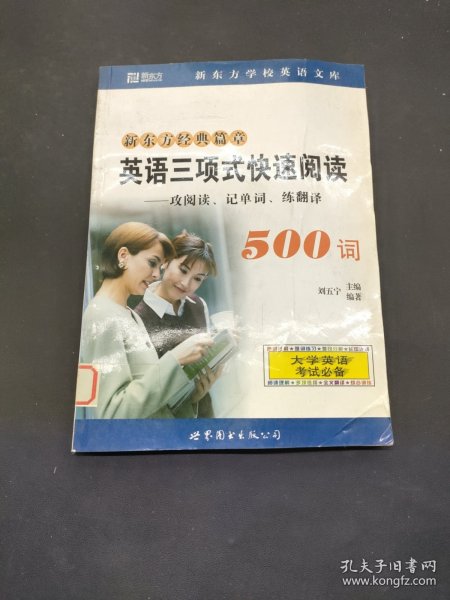 新东方
新东方学校英语文库
新东方经典篇章
英语三项式快速阅读
——攻阅读、记单词、练翻译
500词
刘五宁 主编
编著
大学英语
考试必备
世界图书出版公司
孔夫子旧书网
www.kongfz.com